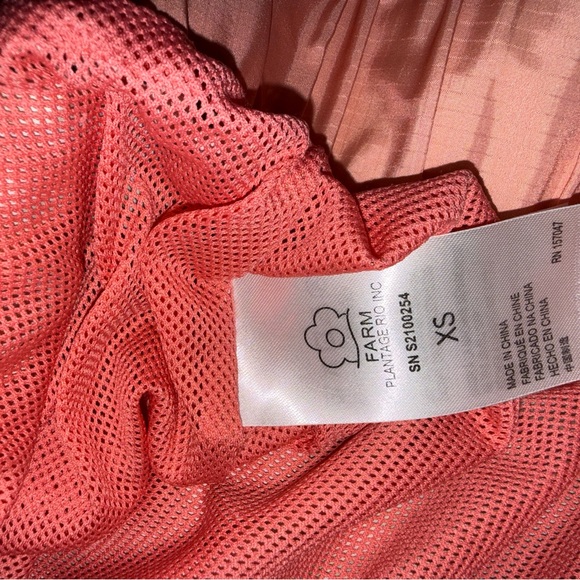 FARM
PLANTAGE RIO INC
SN S2100254
XS
RN 157047
MADE IN CHINA
FABRIQUÉ EN CHINE
FABRICADO NA CHINA
HECHO EN CHINA
中國制造